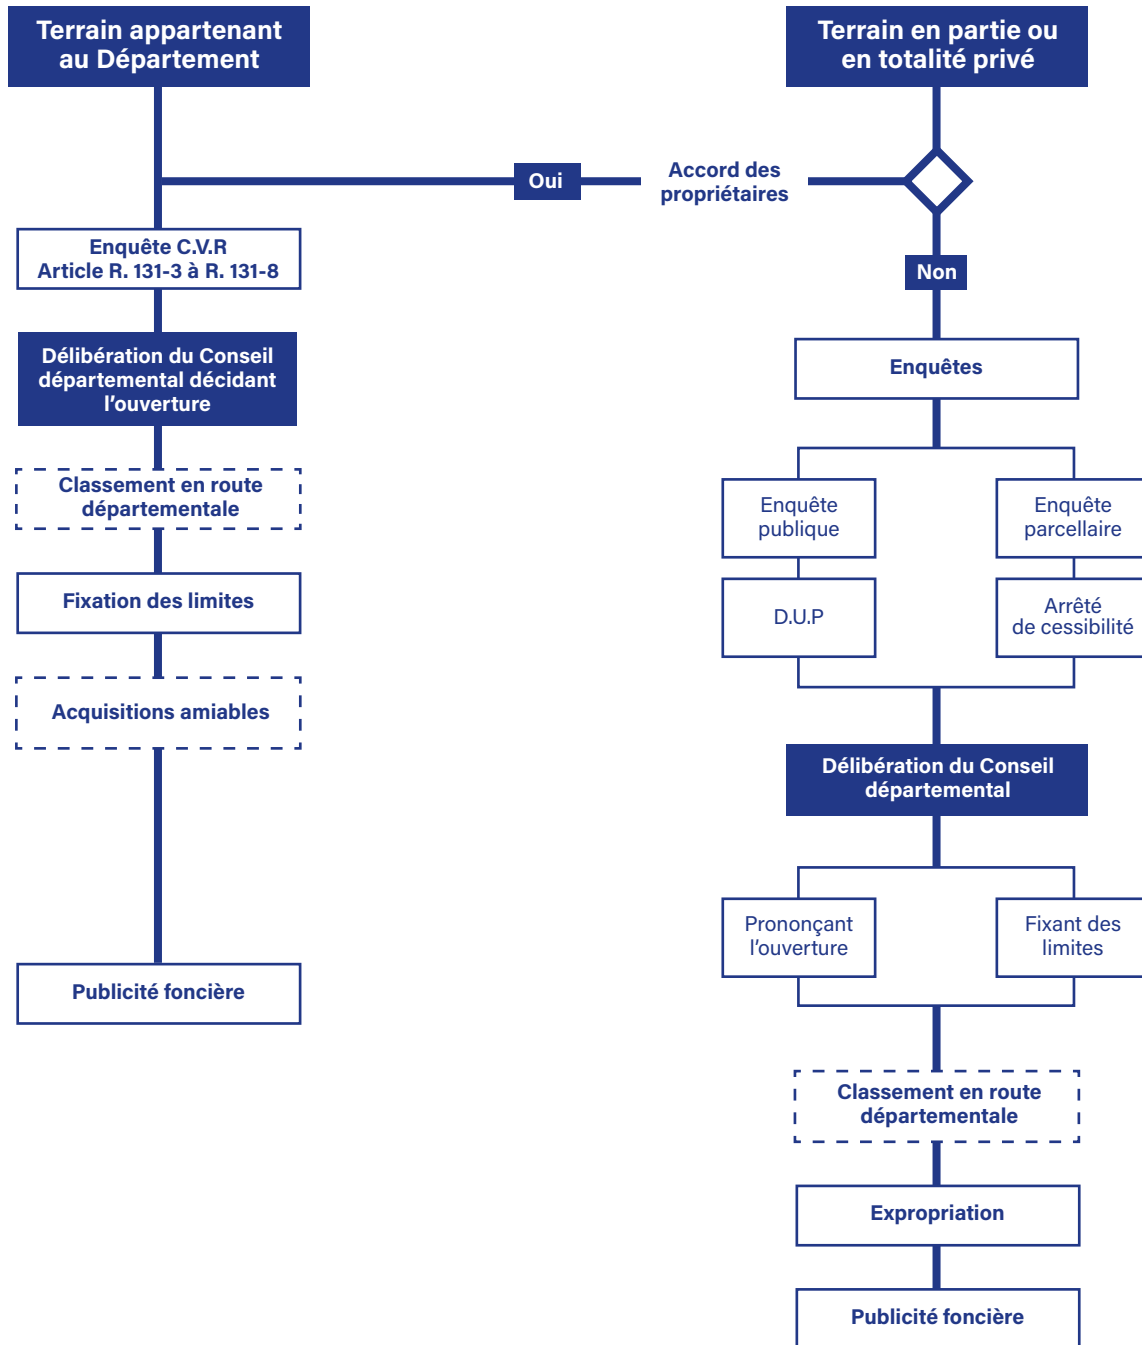 Terrain appartenant
au Département
Terrain en partie ou
en totalité privé
Oui
Accord des
propriétaires
Non
Enquête C.V.R
Article R. 131-3 à R. 131-8
Délibération du Conseil
départemental décidant
l'ouverture
Classement en route
départementale
Fixation des limites
Acquisitions amiables
Publicité foncière
Enquêtes
Enquête
publique
Enquête
parcellaire
D.U.P
Arrêté
de cessibilité
Délibération du Conseil
départemental
Prononçant
l'ouverture
Fixant des
limites
Classement en route
départementale
Expropriation
Publicité foncière